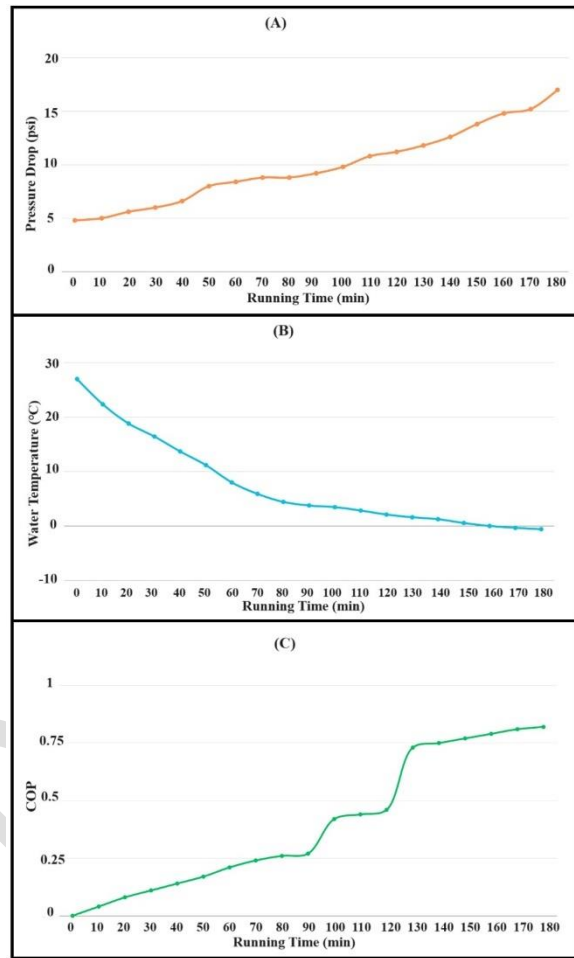 (A)
20
15
10
5
0
Pressure Drop (psi)
0 10 20 30 40 50 60 70 80 90 100 110 120 130 140 150 160 170 180
Running Time (min)
(B)
30
20
10
0
-10
Water Temperature (°C)
0 10 20 30 40 50 60 70 80 90 100 110 120 130 140 150 160 170 180
Running Time (min)
(C)
1
0.75
0.5
0.25
0
COP
0 10 20 30 40 50 60 70 80 90 100 110 120 130 140 150 160 170 180
Running Time (min)